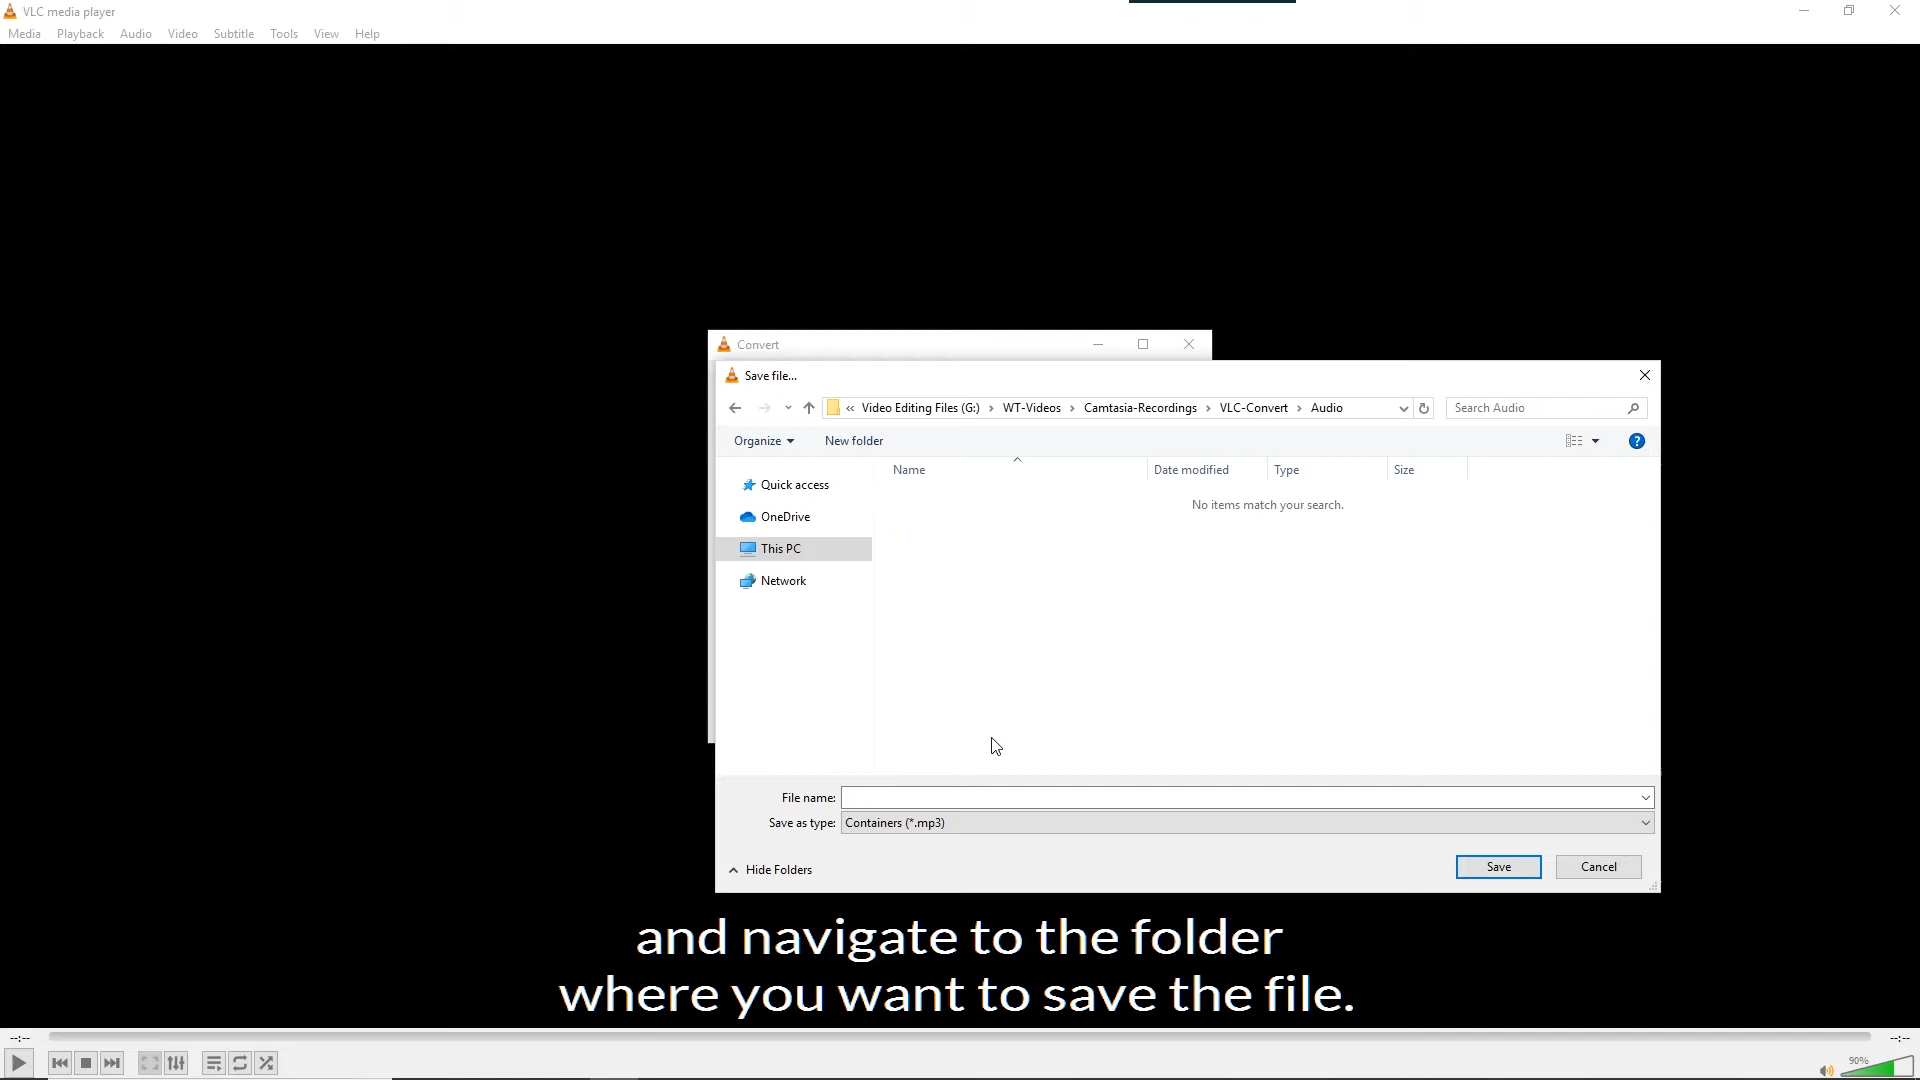 VLC media player
Media Playback Audio Video Subtitle Tools View Help
Convert
Save file...
« Video Editing Files (G:) › WT-Videos › Camtasia-Recordings › VLC-Convert › Audio
Search Audio
Organize New folder
?
Name Date modified Type Size
Quick access
No items match your search.
OneDrive
This PC
Network
File name:
Save as type: Containers (*.mp3)
Hide Folders
Save Cancel
and navigate to the folder
where you want to save the file.
--:-- --:--
90%